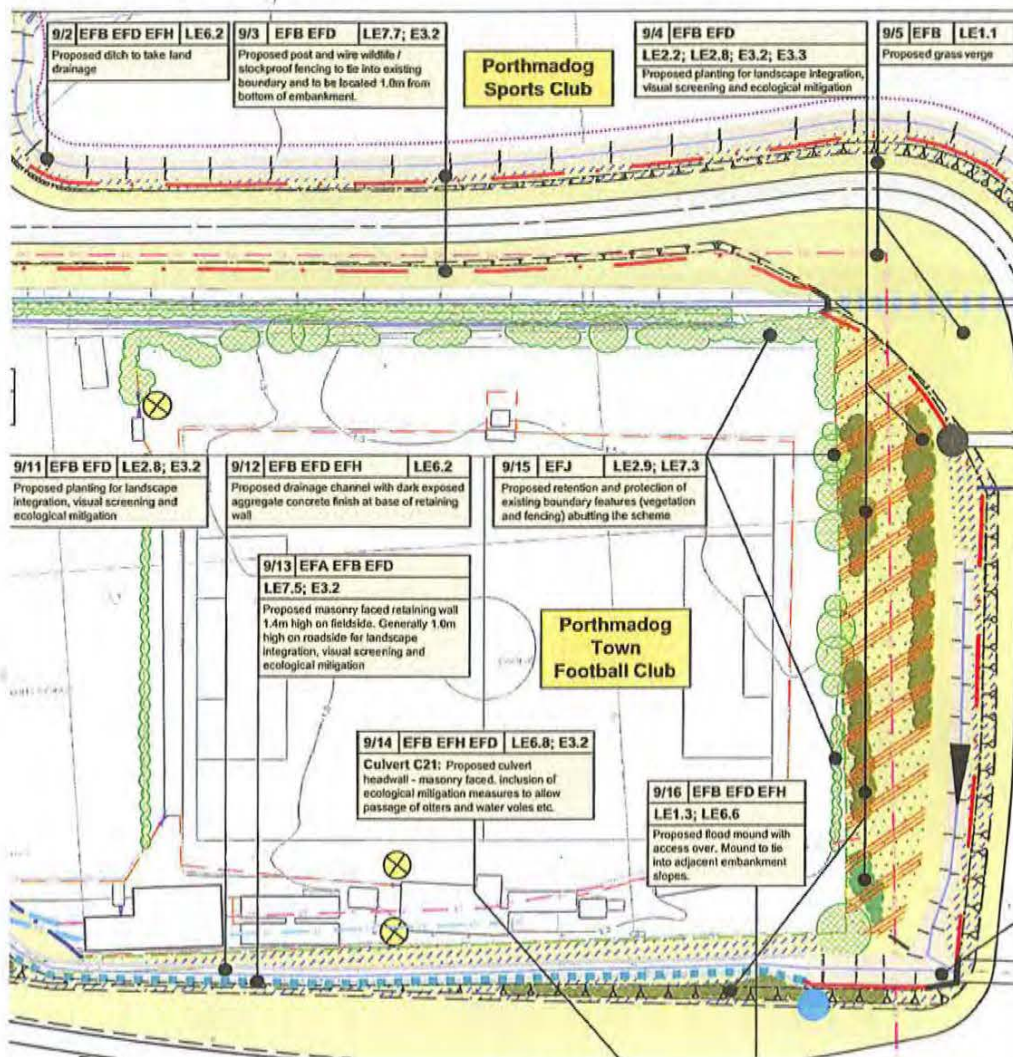 9/2 EFB EFD EFH LE6.2
Proposed ditch to take land
drainage
9/3 EFB EFD LE7.7; E3.2
Proposed post and wire wildlife /
stockproof fencing to tie into existing
boundary and to be located 1.0m from
bottom of embankment.
Porthmadog
Sports Club
9/4 EFB EFD
LE2.2; LE2.8; E3.2; E3.3
Proposed planting for landscape integration,
visual screening and ecological mitigation
9/5 EFB LE1.1
Proposed grass verge
9/11 EFB EFD LE2.8; E3.2
Proposed planting for landscape
integration, visual screening and
ecological mitigation
9/12 EFB EFD EFH LE6.2
Proposed drainage channel with dark exposed
aggregate concrete finish at base of retaining
wall
9/15 EFJ LE2.9; LE7.3
Proposed retention and protection of
existing boundary features (vegetation
and fencing) abutting the scheme
9/13 EFA EFB EFD
LE7.5; E3.2
Proposed masonry faced retaining wall
1.4m high on fieldside. Generally 1.0m
high on roadside for landscape
integration, visual screening and
ecological mitigation
Porthmadog
Town
Football Club
9/14 EFB EFH EFD LE6.8; E3.2
Culvert C21: Proposed culvert
headwall - masonry faced. inclusion of
ecological mitigation measures to allow
passage of otters and water voles etc.
9/16 EFB EFD EFH
LE1.3; LE6.6
Proposed flood mound with
access over. Mound to tie
into adjacent embankment
slopes.